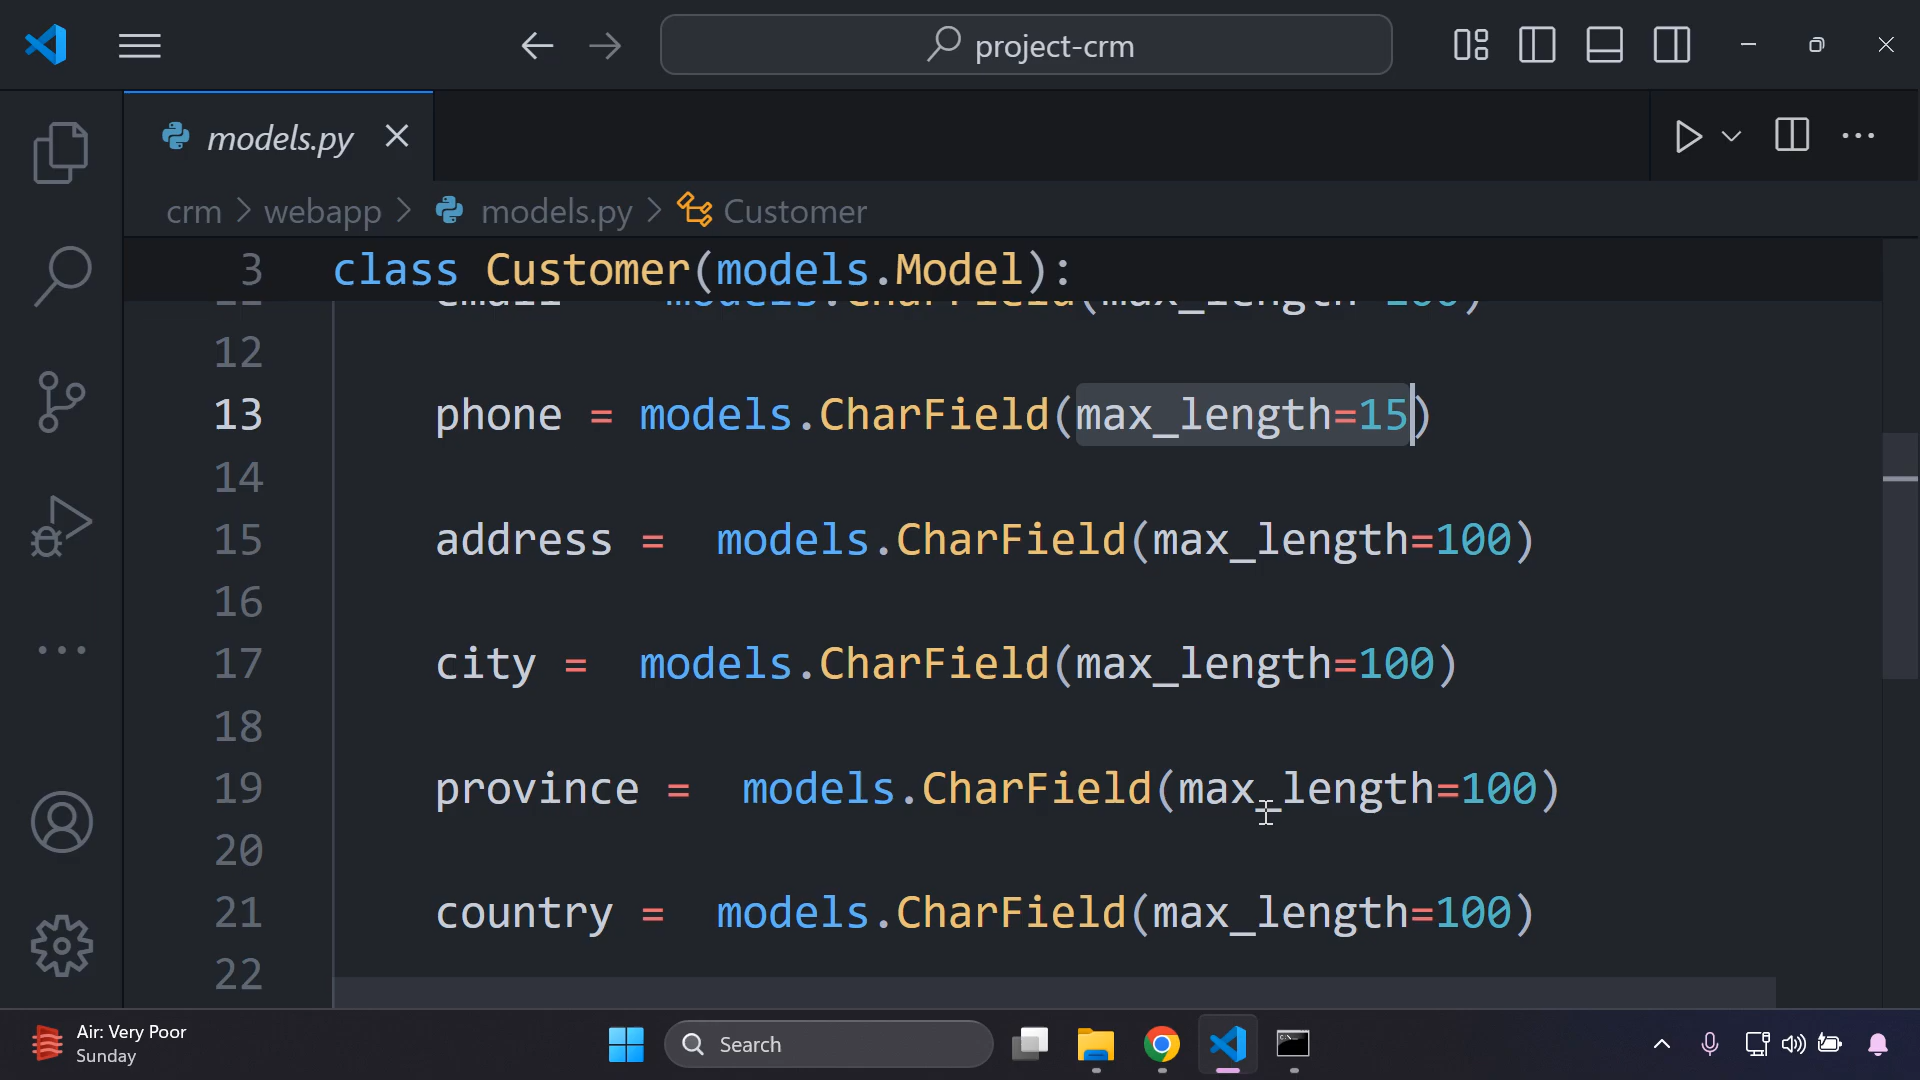 project-crm
models.py
crm > webapp > models.py > Customer
3 class Customer(models.Model):
12
13 phone = models.CharField(max_length=15)
14
15 address =  models.CharField(max_length=100)
16
17 city =  models.CharField(max_length=100)
18
19 province =  models.CharField(max_length=100)
20
21 country =  models.CharField(max_length=100)
22
Air: Very Poor
Sunday
Search